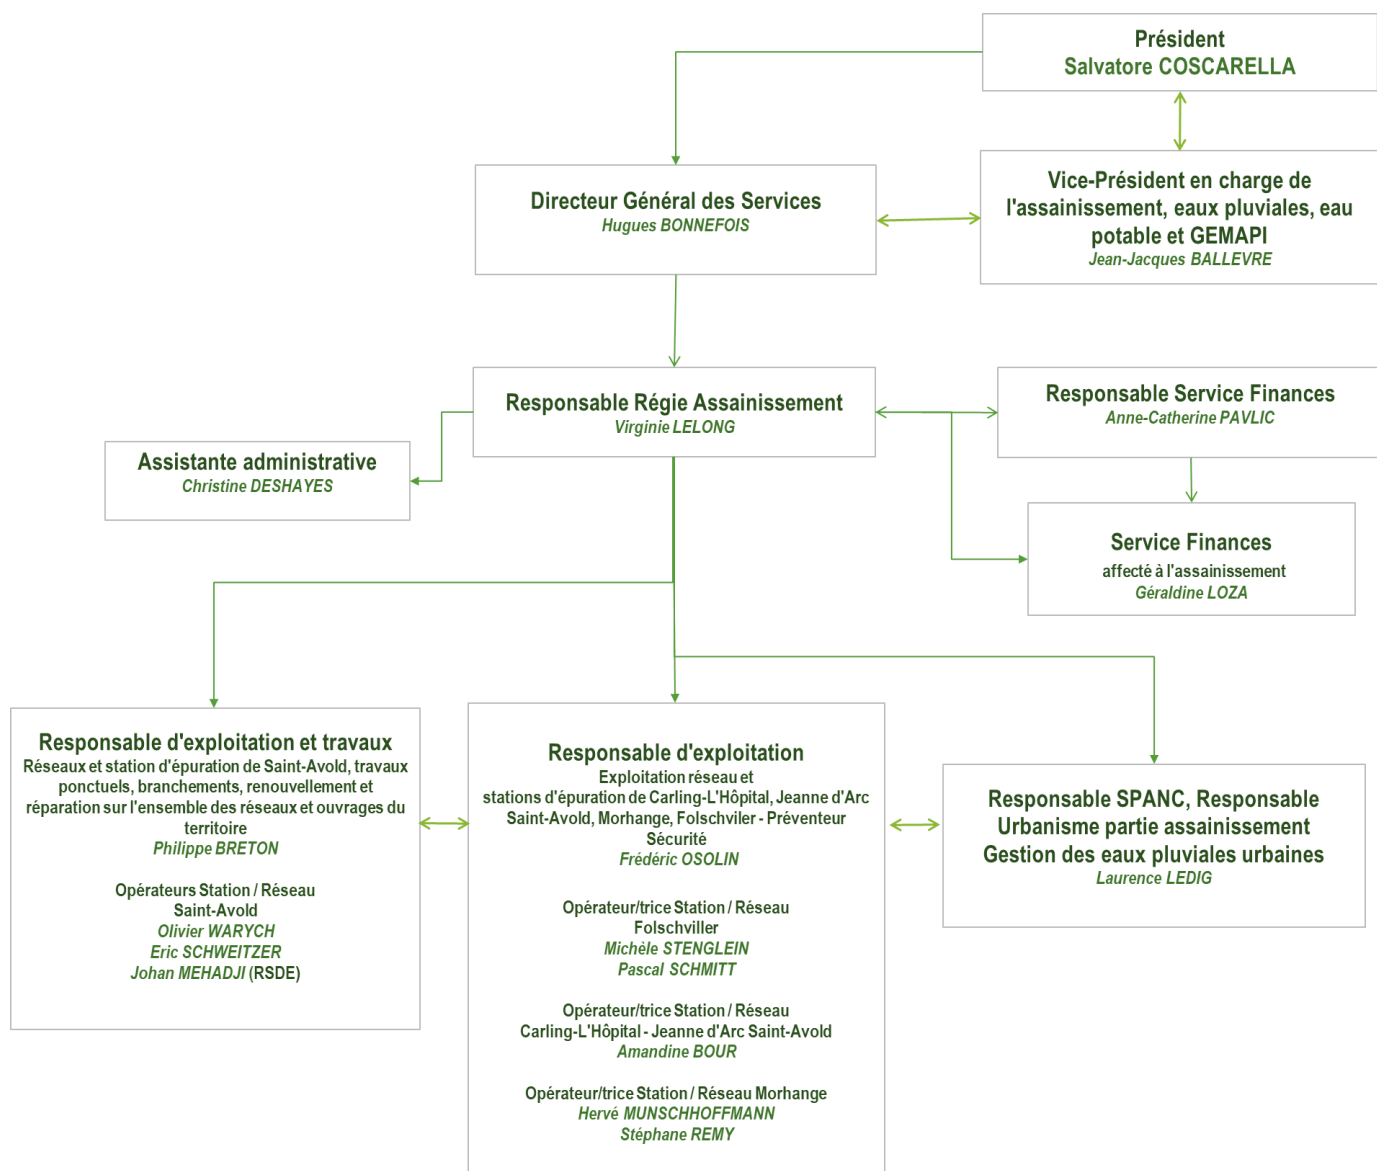 Président
Salvatore COSCARELLA
Directeur Général des Services
Hugues BONNEFOIS
Vice-Président en charge de
l'assainissement, eaux pluviales, eau
potable et GEMAPI
Jean-Jacques BALLEVRE
Responsable Régie Assainissement
Virginie LELONG
Responsable Service Finances
Anne-Catherine PAVLIC
Assistante administrative
Christine DESHAYES
Service Finances
affecté à l'assainissement
Géraldine LOZA
Responsable d'exploitation et travaux
Réseaux et station d'épuration de Saint-Avold, travaux
ponctuels, branchements, renouvellement et
réparation sur l'ensemble des réseaux et ouvrages du
territoire
Philippe BRETON
Opérateurs Station / Réseau
Saint-Avold
Olivier WARYCH
Eric SCHWEITZER
Johan MEHADJI (RSDE)
Responsable d'exploitation
Exploitation réseau et
stations d'épuration de Carling-L'Hôpital, Jeanne d'Arc
Saint-Avold, Morhange, Folschviler - Préventeur
Sécurité
Frédéric OSOLIN
Opérateur/trice Station / Réseau
Folschviller
Michèle STENGLEIN
Pascal SCHMITT
Opérateur/trice Station / Réseau
Carling-L'Hôpital - Jeanne d'Arc Saint-Avold
Amandine BOUR
Opérateur/trice Station / Réseau Morhange
Hervé MUNSCHHOFFMANN
Stéphane REMY
Responsable SPANC, Responsable
Urbanisme partie assainissement
Gestion des eaux pluviales urbaines
Laurence LEDIG